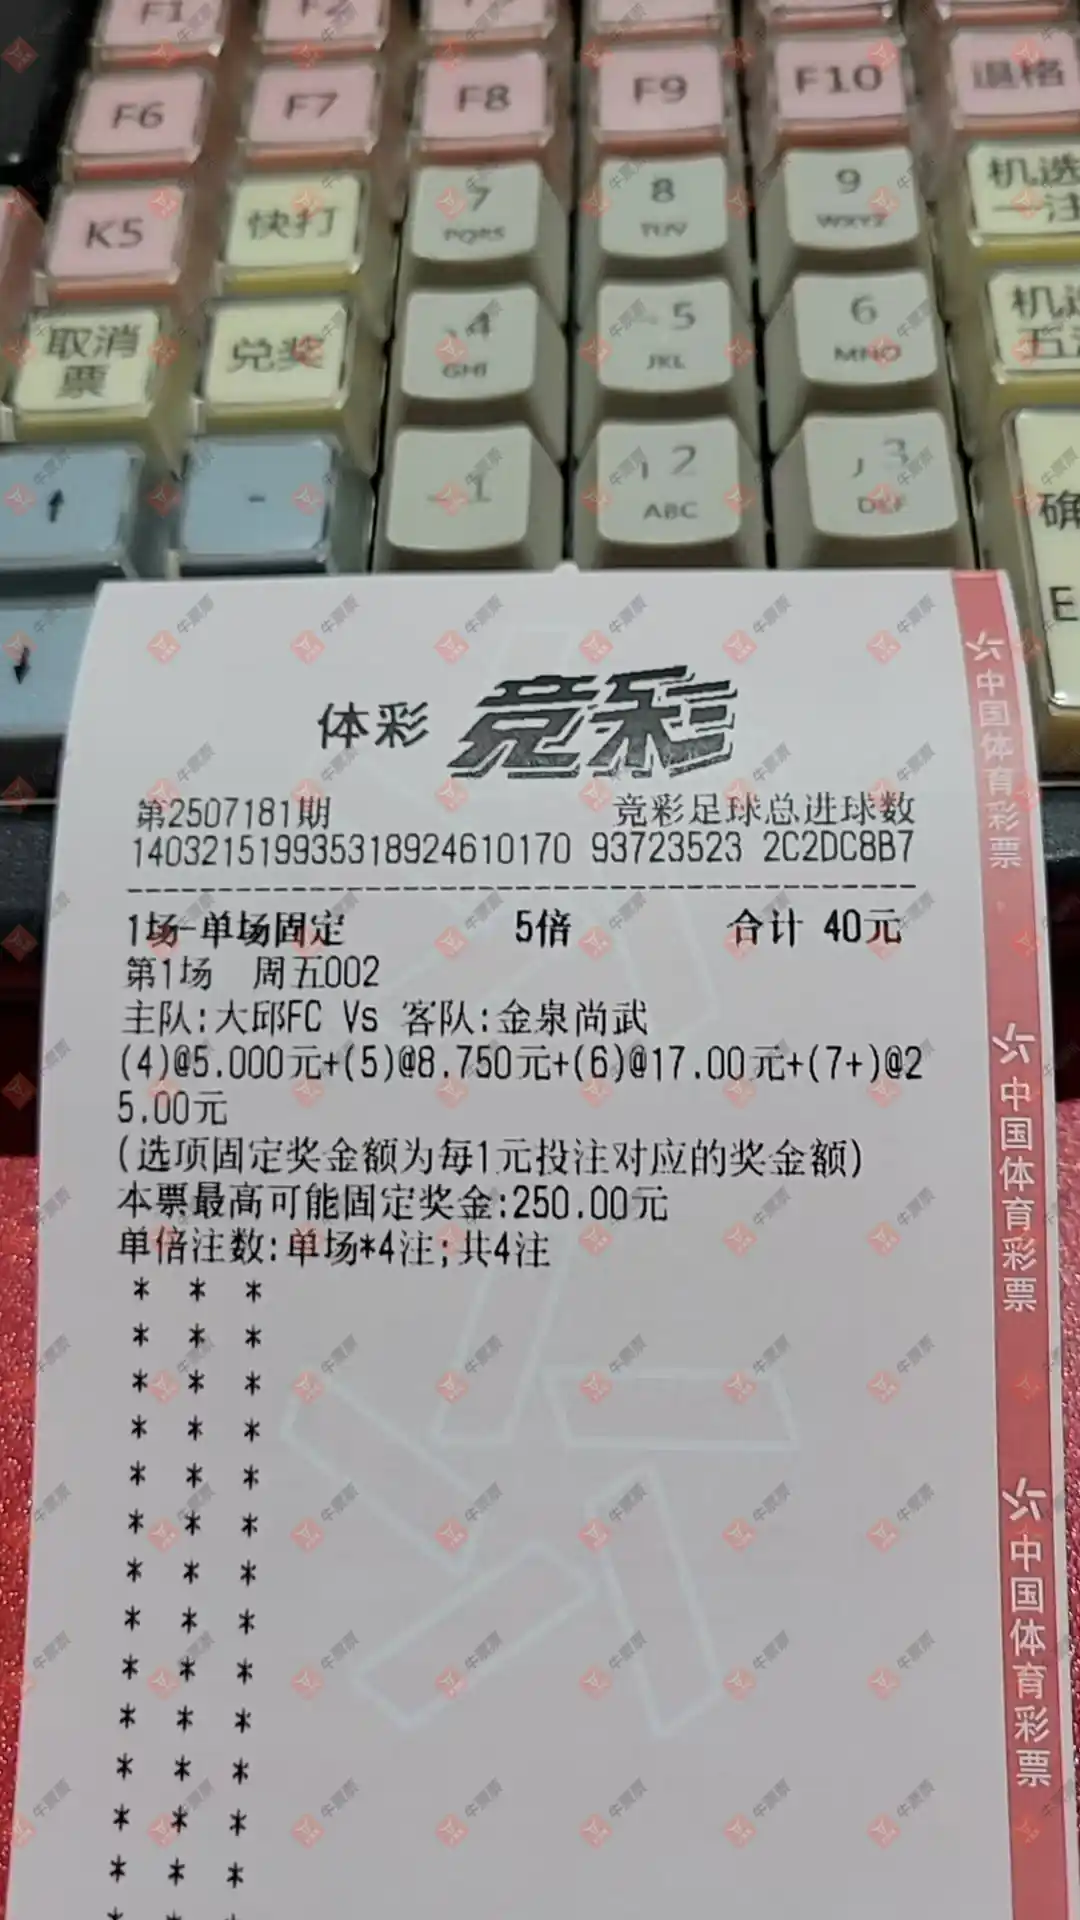 F1
F2
F6
F7
F8
F9
F10
退格
K5
快打
7
PQRS
8
TUV
9
WXYZ
机选
一注
取消
票
兑奖
4
GHI
5
JKL
6
MNO
机选
五
↑
-
1
2
ABC
3
DEF
确
E
↓
体彩 竞彩
第2507181期 竞彩足球总进球数
140321519935318924610170 93723523 2C2DC8B7
1场-单场固定 5倍 合计 40元
第1场 周五002
主队:大邱FC Vs 客队:金泉尚武
(4)@5.000元+(5)@8.750元+(6)@17.00元+(7+)@2
5.00元
(选项固定奖金额为每1元投注对应的奖金额)
本票最高可能固定奖金:250.00元
单倍注数:单场*4注;共4注
* * *
* * *
* * *
* * *
* * *
* * *
* * *
* * *
* * *
* * *
* * *
* * *
* * *
* * *
中国体育彩票
中国体育彩票
中国体育彩票
牛票票